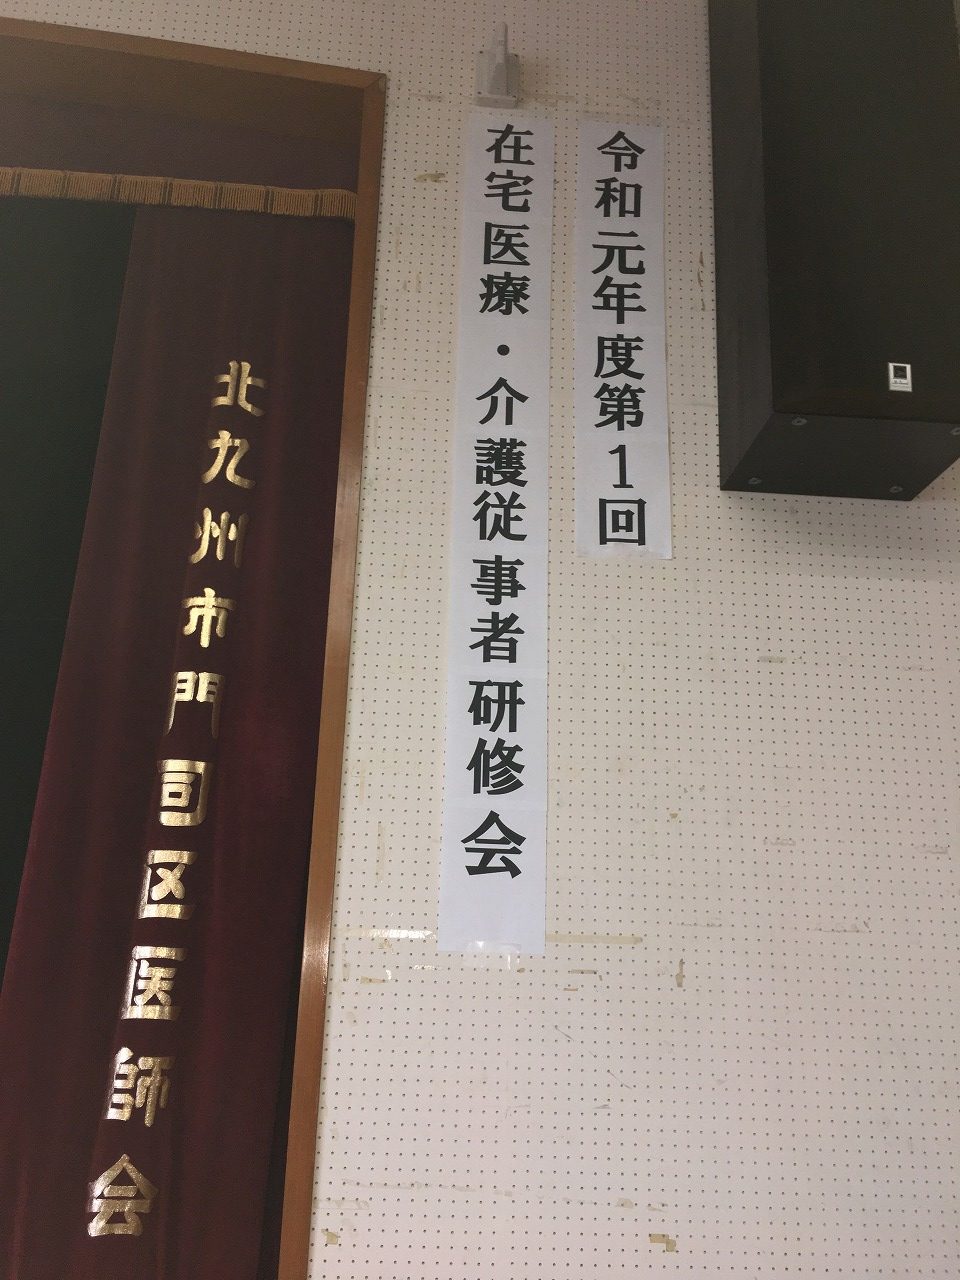 令和元年度第1回
在宅医療・介護従事者研修会
北九州市門司区医師会